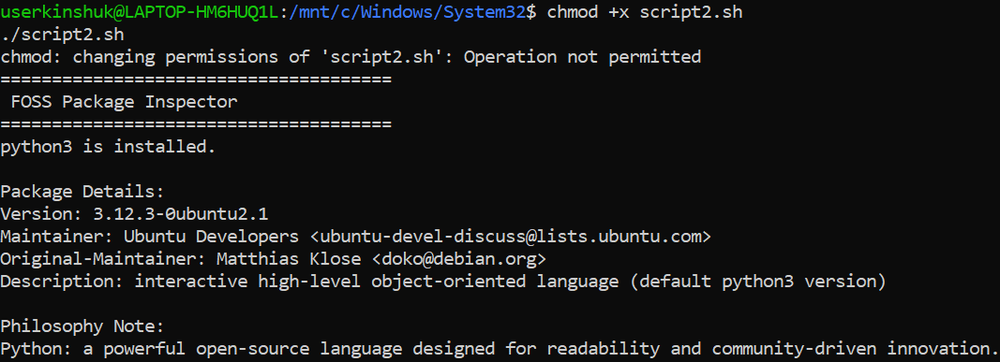 userkinshuk@LAPTOP-HM6HUQ1L:/mnt/c/Windows/System32$ chmod +x script2.sh
./script2.sh
chmod: changing permissions of 'script2.sh': Operation not permitted
======================================
 FOSS Package Inspector
======================================
python3 is installed.

Package Details:
Version: 3.12.3-0ubuntu2.1
Maintainer: Ubuntu Developers <ubuntu-devel-discuss@lists.ubuntu.com>
Original-Maintainer: Matthias Klose <doko@debian.org>
Description: interactive high-level object-oriented language (default python3 version)

Philosophy Note:
Python: a powerful open-source language designed for readability and community-driven innovation.